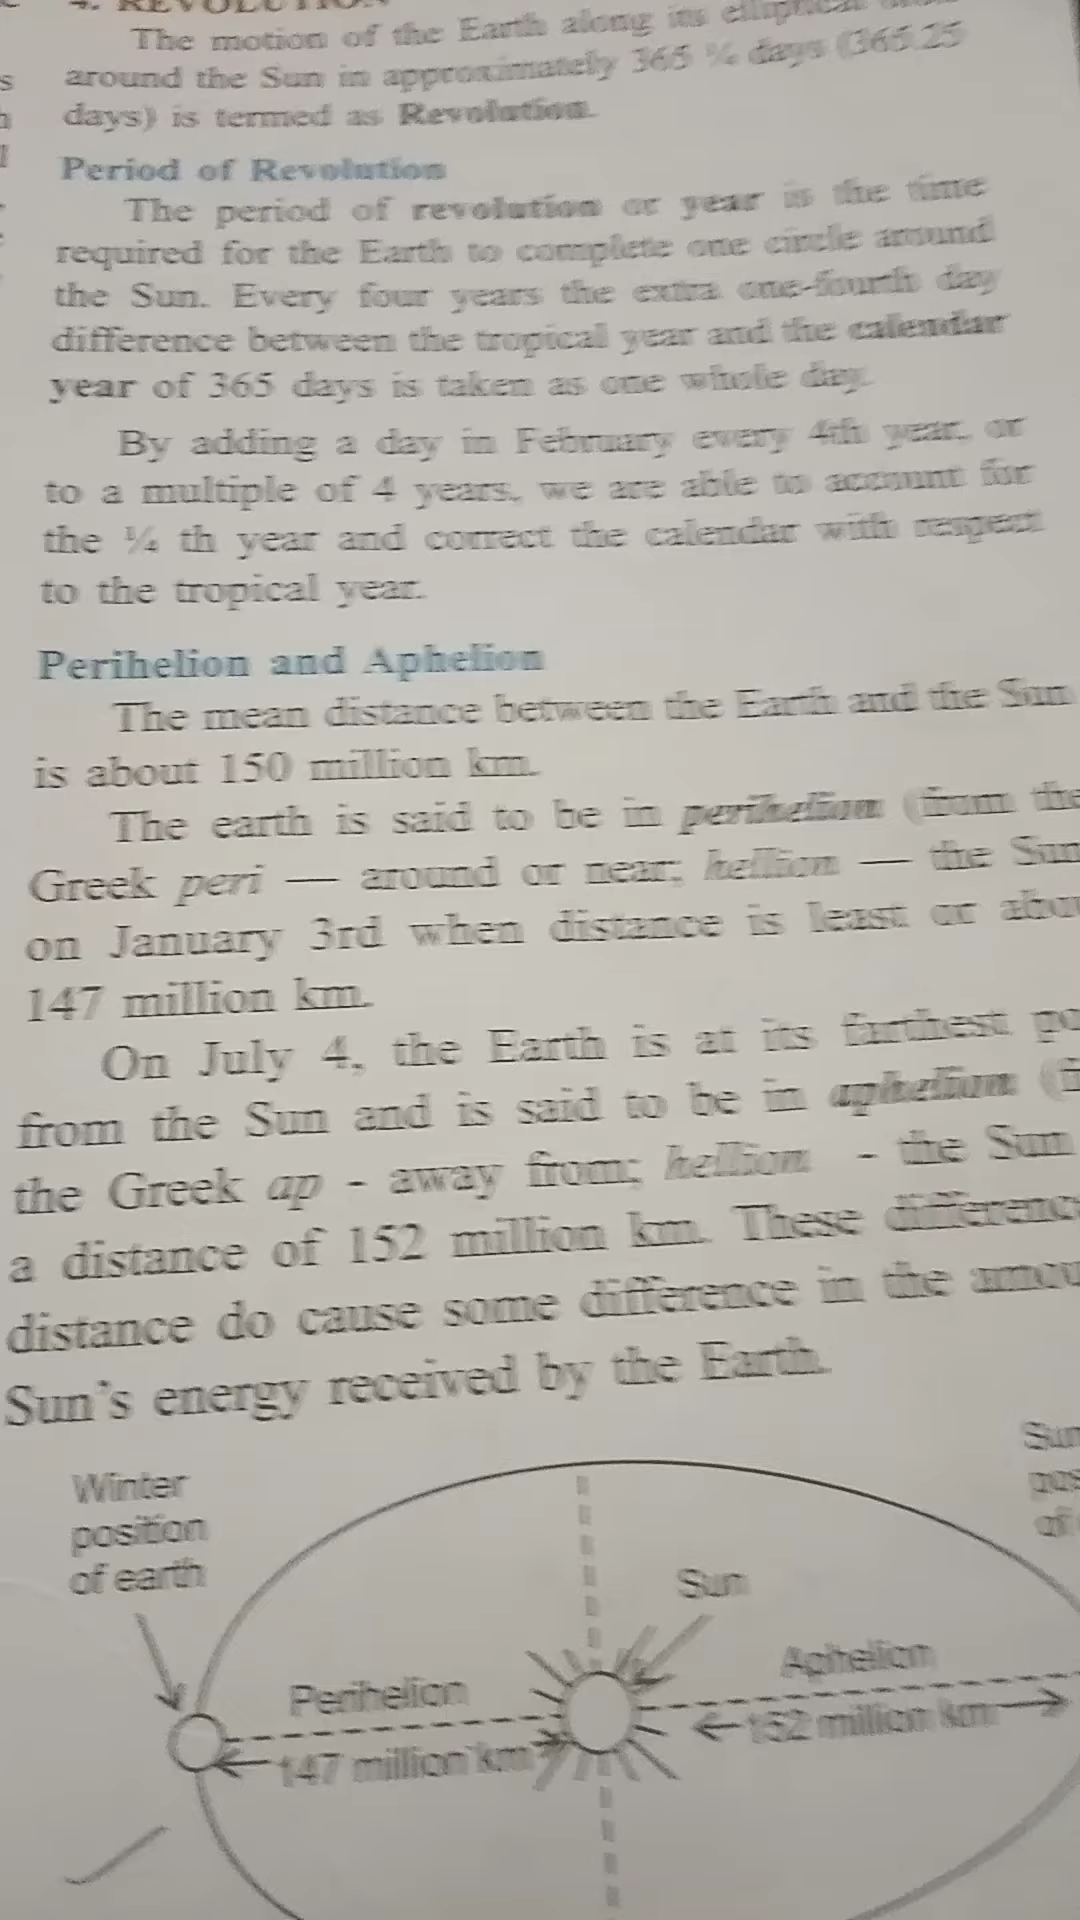 4. REVOLUTION
The motion of the Earth along its elliptical
around the Sun in approximately 365 ¼ days (365.25
days) is termed as Revolution.
Period of Revolution
The period of revolution or year is the time
required for the Earth to complete one circle around
the Sun. Every four years the extra one-fourth day
difference between the tropical year and the calendar
year of 365 days is taken as one whole day.
By adding a day in February every 4th year, or
to a multiple of 4 years, we are able to account for
the ¼ th year and correct the calendar with respect
to the tropical year.
Perihelion and Aphelion
The mean distance between the Earth and the Sun
is about 150 million km.
The earth is said to be in perihelion (from the
Greek peri — around or near; hellion — the Sun
on January 3rd when distance is least or
147 million km.
On July 4, the Earth is at its farthest
from the Sun and is said to be in aphelion
the Greek ap - away from; hellion - the Sun
a distance of 152 million km. These
distance do cause some difference in the
Sun's energy received by the Earth.
Winter
position
of earth
Sun
Perihelion
147 million km
Aphelion
152 million km